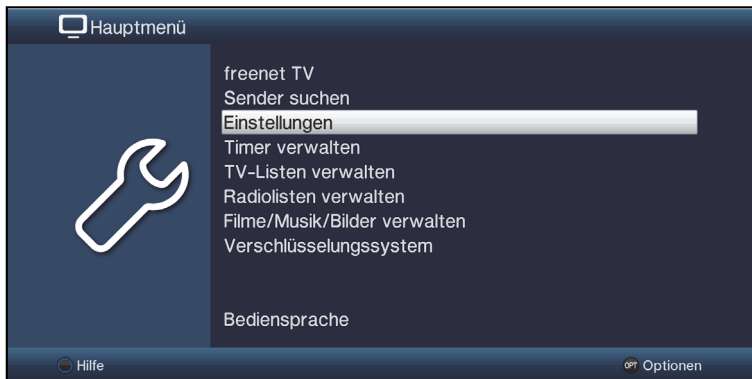 Hauptmenü
freenet TV
Sender suchen
Einstellungen
Timer verwalten
TV-Listen verwalten
Radiolisten verwalten
Filme/Musik/Bilder verwalten
Verschlüsselungssystem
Bediensprache
Hilfe
OPT Optionen